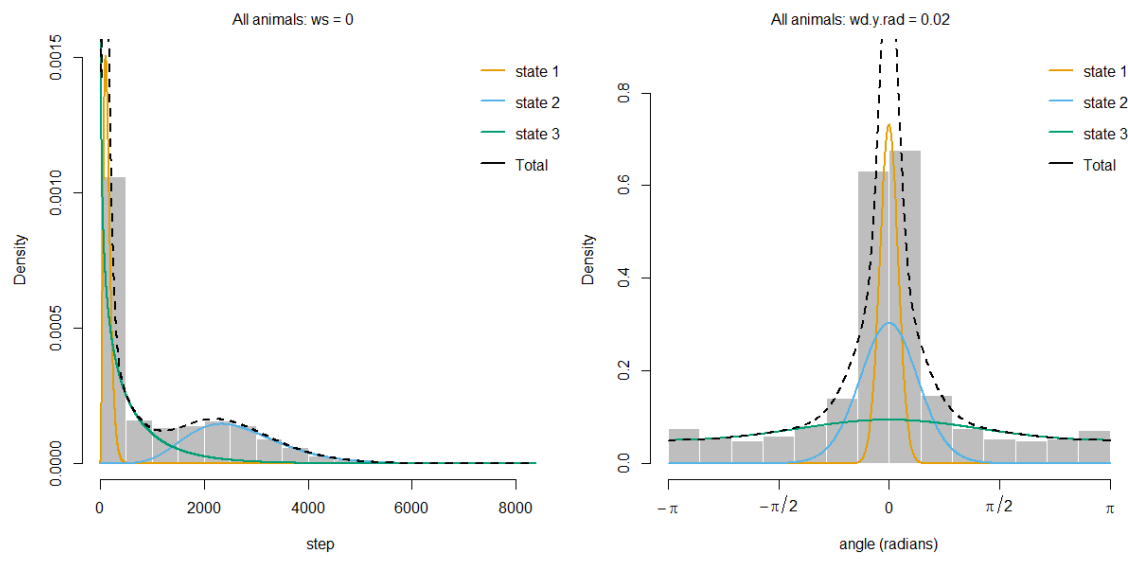 All animals: ws = 0
0.0015
0.0010
0.0005
0.0000
Density
0 2000 4000 6000 8000
step
state 1
state 2
state 3
Total
All animals: wd.y.rad = 0.02
0.8
0.6
0.4
0.2
0.0
Density
−π −π/2 0 π/2 π
angle (radians)
state 1
state 2
state 3
Total